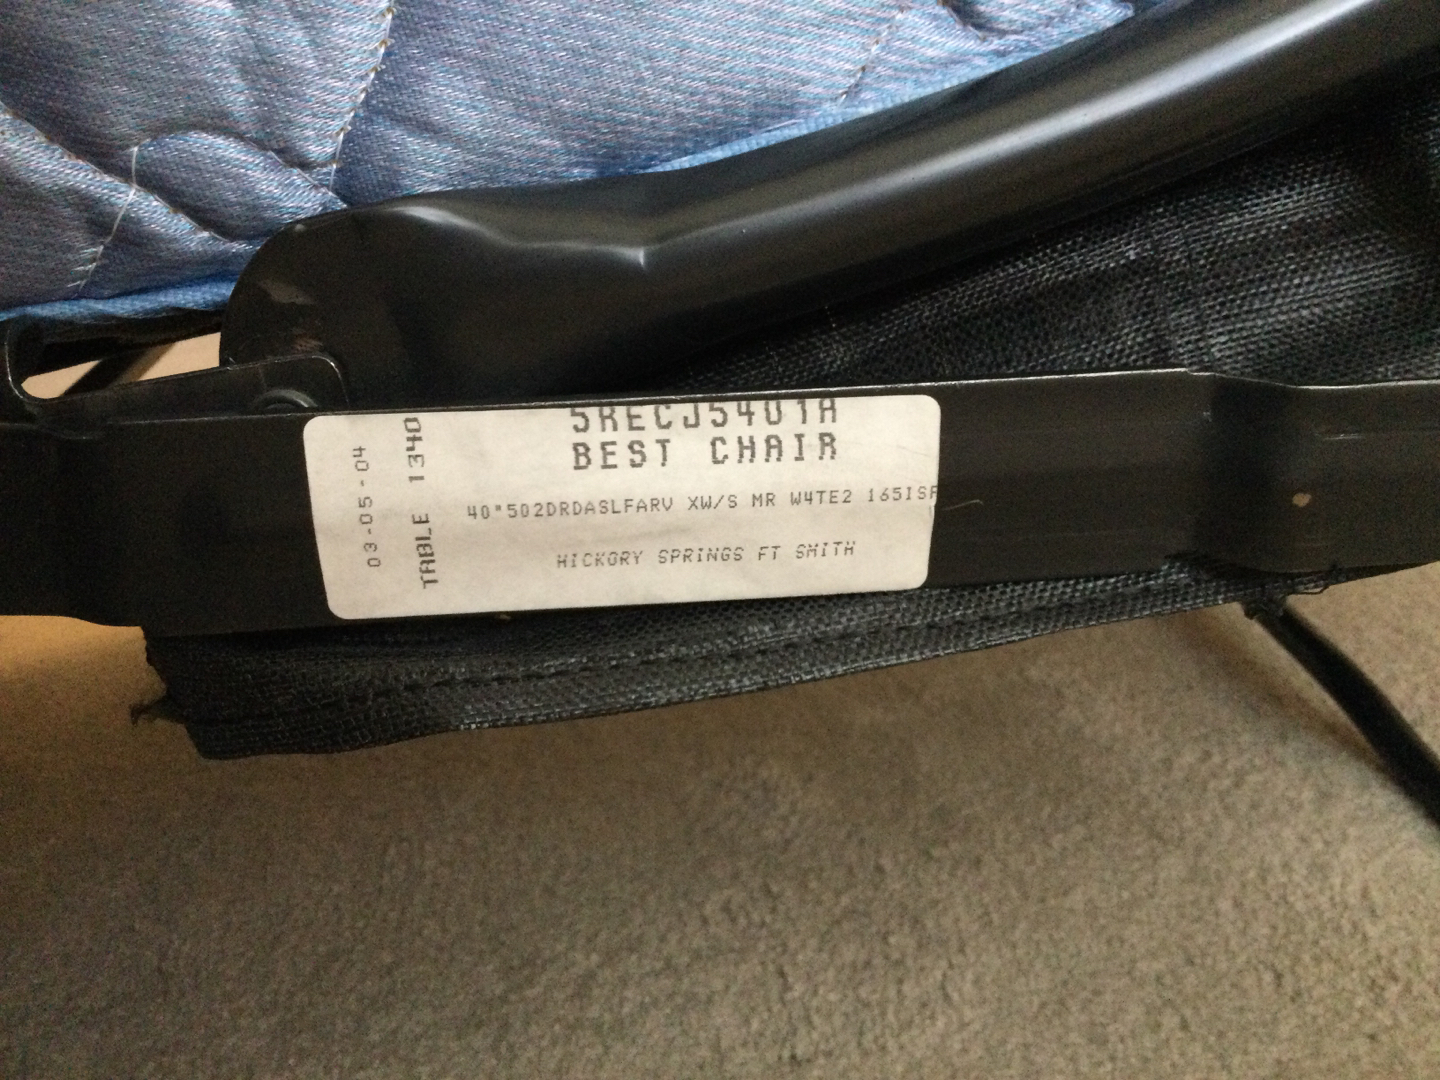 5RECJ5401A
BEST CHAIR
40"502DRDASLFARV XW/S MR W4TE2 165ISF
HICKORY SPRINGS FT SMITH
03-05-04
TABLE 1340